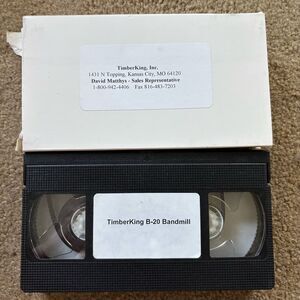 TimberKing, Inc.
1431 N Topping, Kansas City, MO 64120
David Matthys - Sales Representative
1-800-942-4406 Fax 816-483-7203
TimberKing B-20 Bandmill